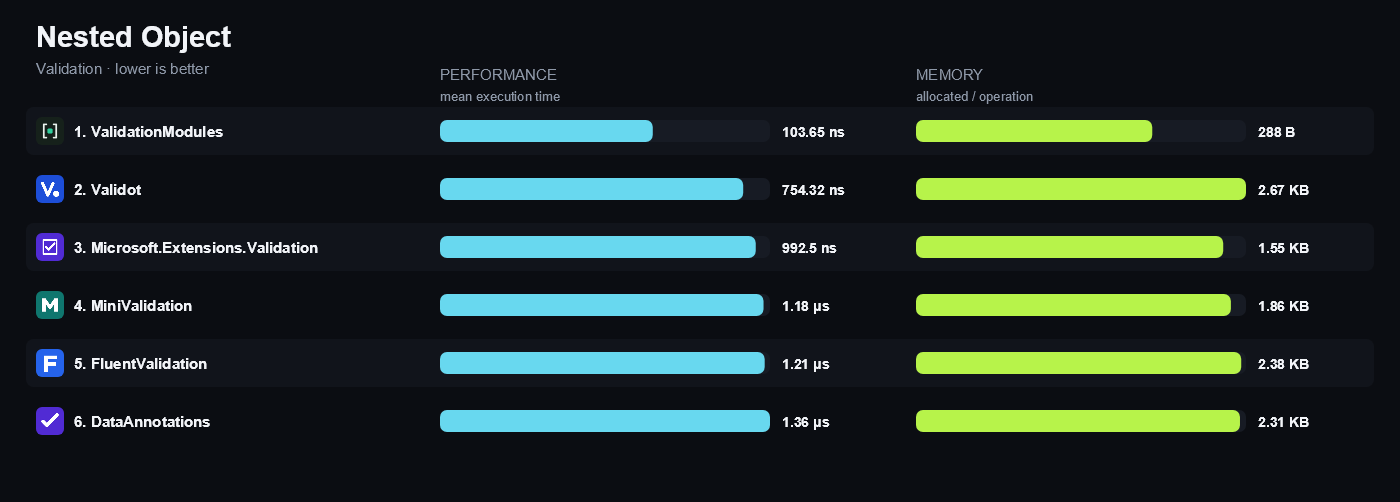 Nested Object
Validation · lower is better
PERFORMANCE
mean execution time
MEMORY
allocated / operation
1. ValidationModules 103.65 ns 288 B
2. Validot 754.32 ns 2.67 KB
3. Microsoft.Extensions.Validation 992.5 ns 1.55 KB
4. MiniValidation 1.18 µs 1.86 KB
5. FluentValidation 1.21 µs 2.38 KB
6. DataAnnotations 1.36 µs 2.31 KB